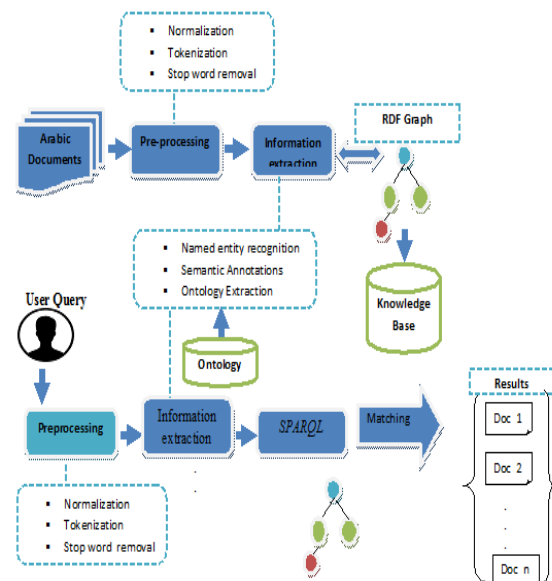 Normalization
Tokenization
Stop word removal
Arabic
Documents
Pre-processing
Information
extraction
RDF Graph
Named entity recognition
Semantic Annotations
Ontology Extraction
Knowledge
Base
User Query
Ontology
Results
Preprocessing
Information
extraction
SPARQL
Matching
Doc 1
Doc 2
.
.
.
Doc n
Normalization
Tokenization
Stop word removal